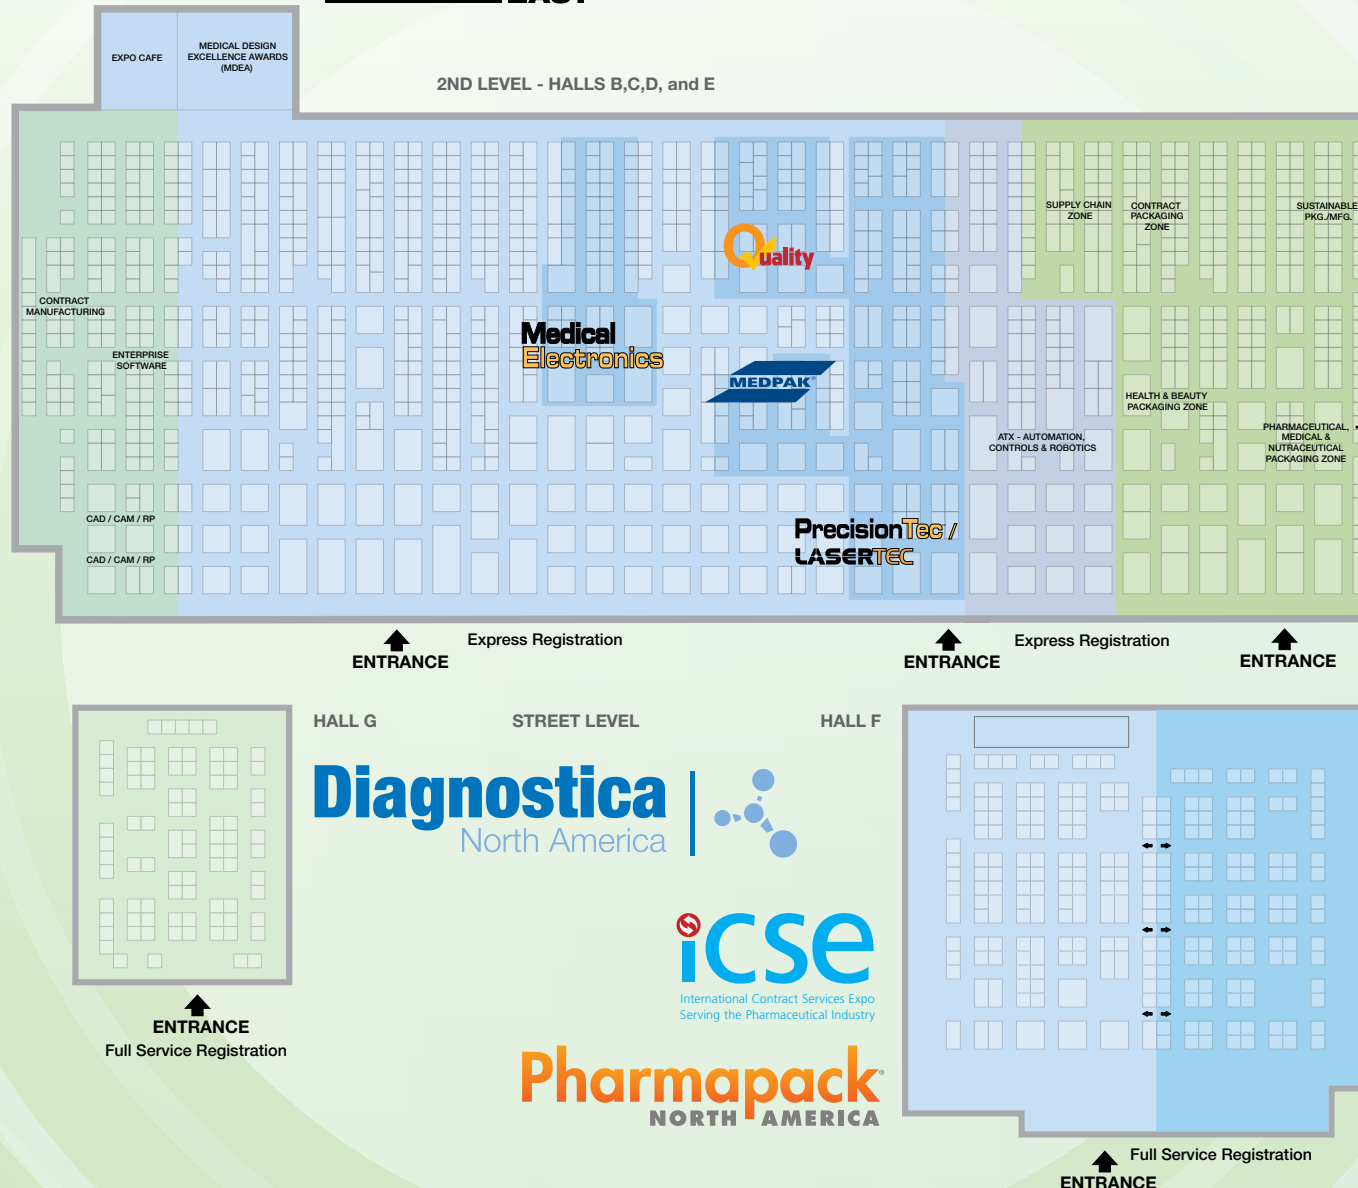 EAST
EXPO CAFE
MEDICAL DESIGN
EXCELLENCE AWARDS
(MDEA)
2ND LEVEL - HALLS B,C,D, and E
SUPPLY CHAIN
ZONE
CONTRACT
PACKAGING
ZONE
SUSTAINABLE
PKG./MFG.
Quality
CONTRACT
MANUFACTURING
ENTERPRISE
SOFTWARE
Medical
Electronics
MEDPAK®
HEALTH & BEAUTY
PACKAGING ZONE
ATX - AUTOMATION,
CONTROLS & ROBOTICS
PHARMACEUTICAL,
MEDICAL &
NUTRACEUTICAL
PACKAGING ZONE
CAD / CAM / RP
CAD / CAM / RP
PrecisionTec /
LASERTEC
ENTRANCE
Express Registration
ENTRANCE
Express Registration
ENTRANCE
HALL G
STREET LEVEL
HALL F
Diagnostica
North America
icse
International Contract Services Expo
Serving the Pharmaceutical Industry
ENTRANCE
Full Service Registration
Pharmapack®
NORTH AMERICA
Full Service Registration
ENTRANCE